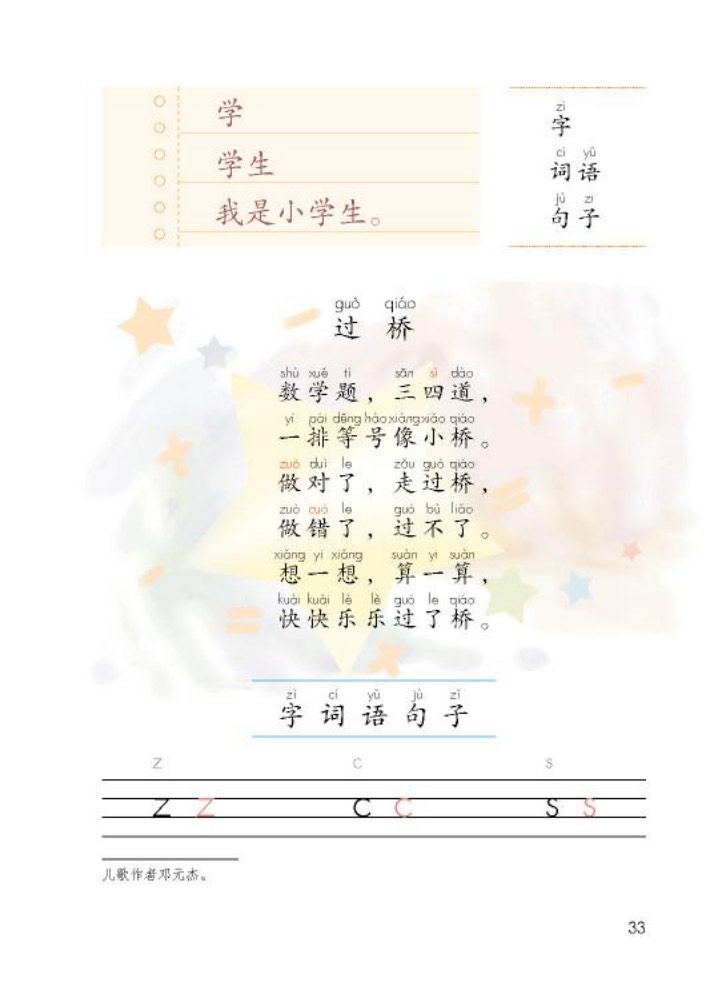 学
学生
我是小学生。
zì
字
cí yǔ
词语
jù zi
句子
guò qiáo
过桥
shù xué tí sān sì dào
数学题，三四道，
yì pái děng hào xiàng xiǎo qiáo
一排等号像小桥。
zuò duì le zǒu guò qiáo
做对了，走过桥，
zuò cuò le guò bù liǎo
做错了，过不了。
xiǎng yi xiǎng suàn yi suàn
想一想，算一算，
kuài kuài lè lè guò le qiáo
快快乐乐过了桥。
zì cí yǔ jù zǐ
字词语句子
z c s
z z c c s s
儿歌作者邓元杰。
33